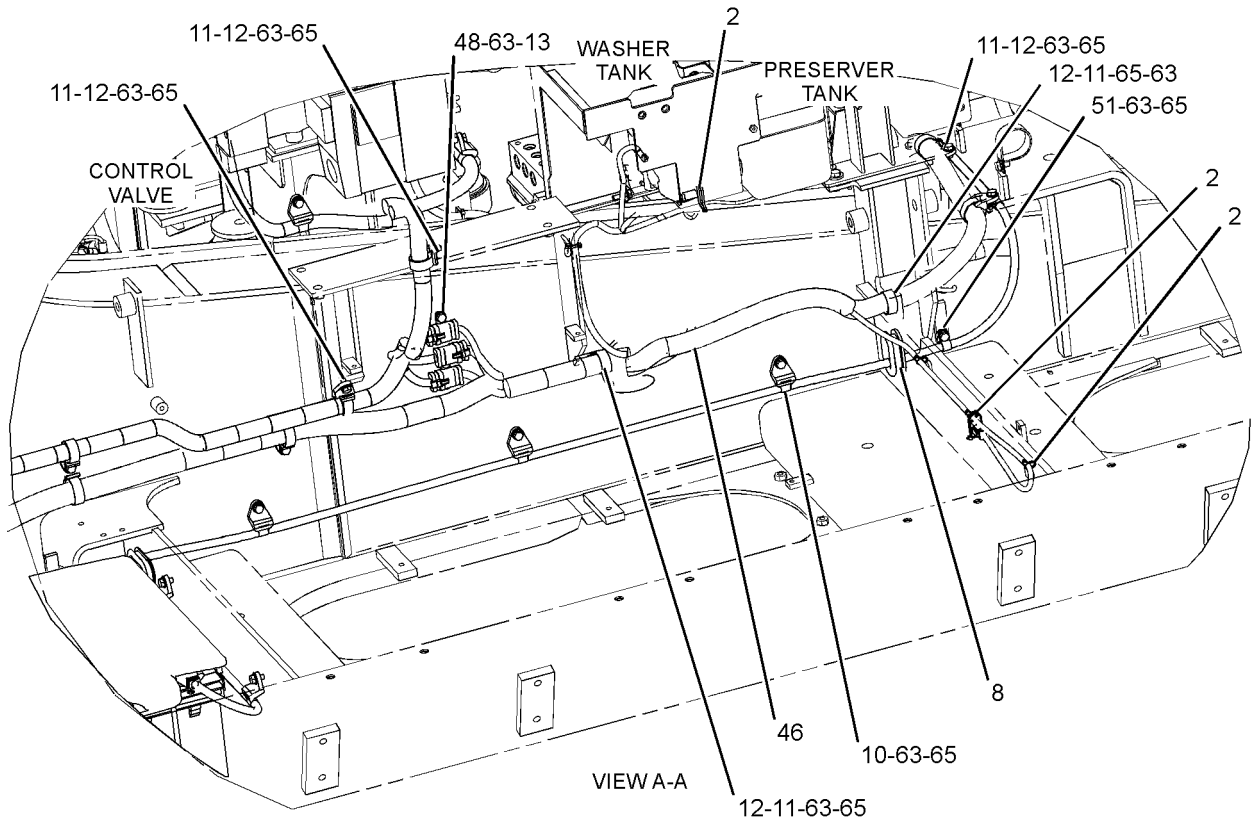 2
11-12-63-65
48-63-13
WASHER
TANK
11-12-63-65
PRESERVER
TANK
12-11-65-63
11-12-63-65
51-63-65
CONTROL
VALVE
2
2
8
46
10-63-65
VIEW A-A
12-11-63-65